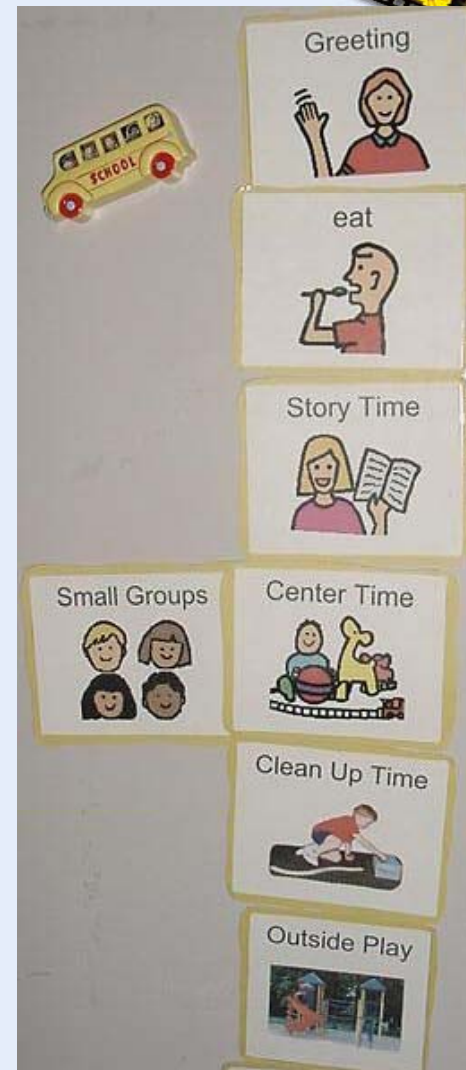 Greeting
SCHOOL
eat
Story Time
Small Groups
Center Time
Clean Up Time
Outside Play